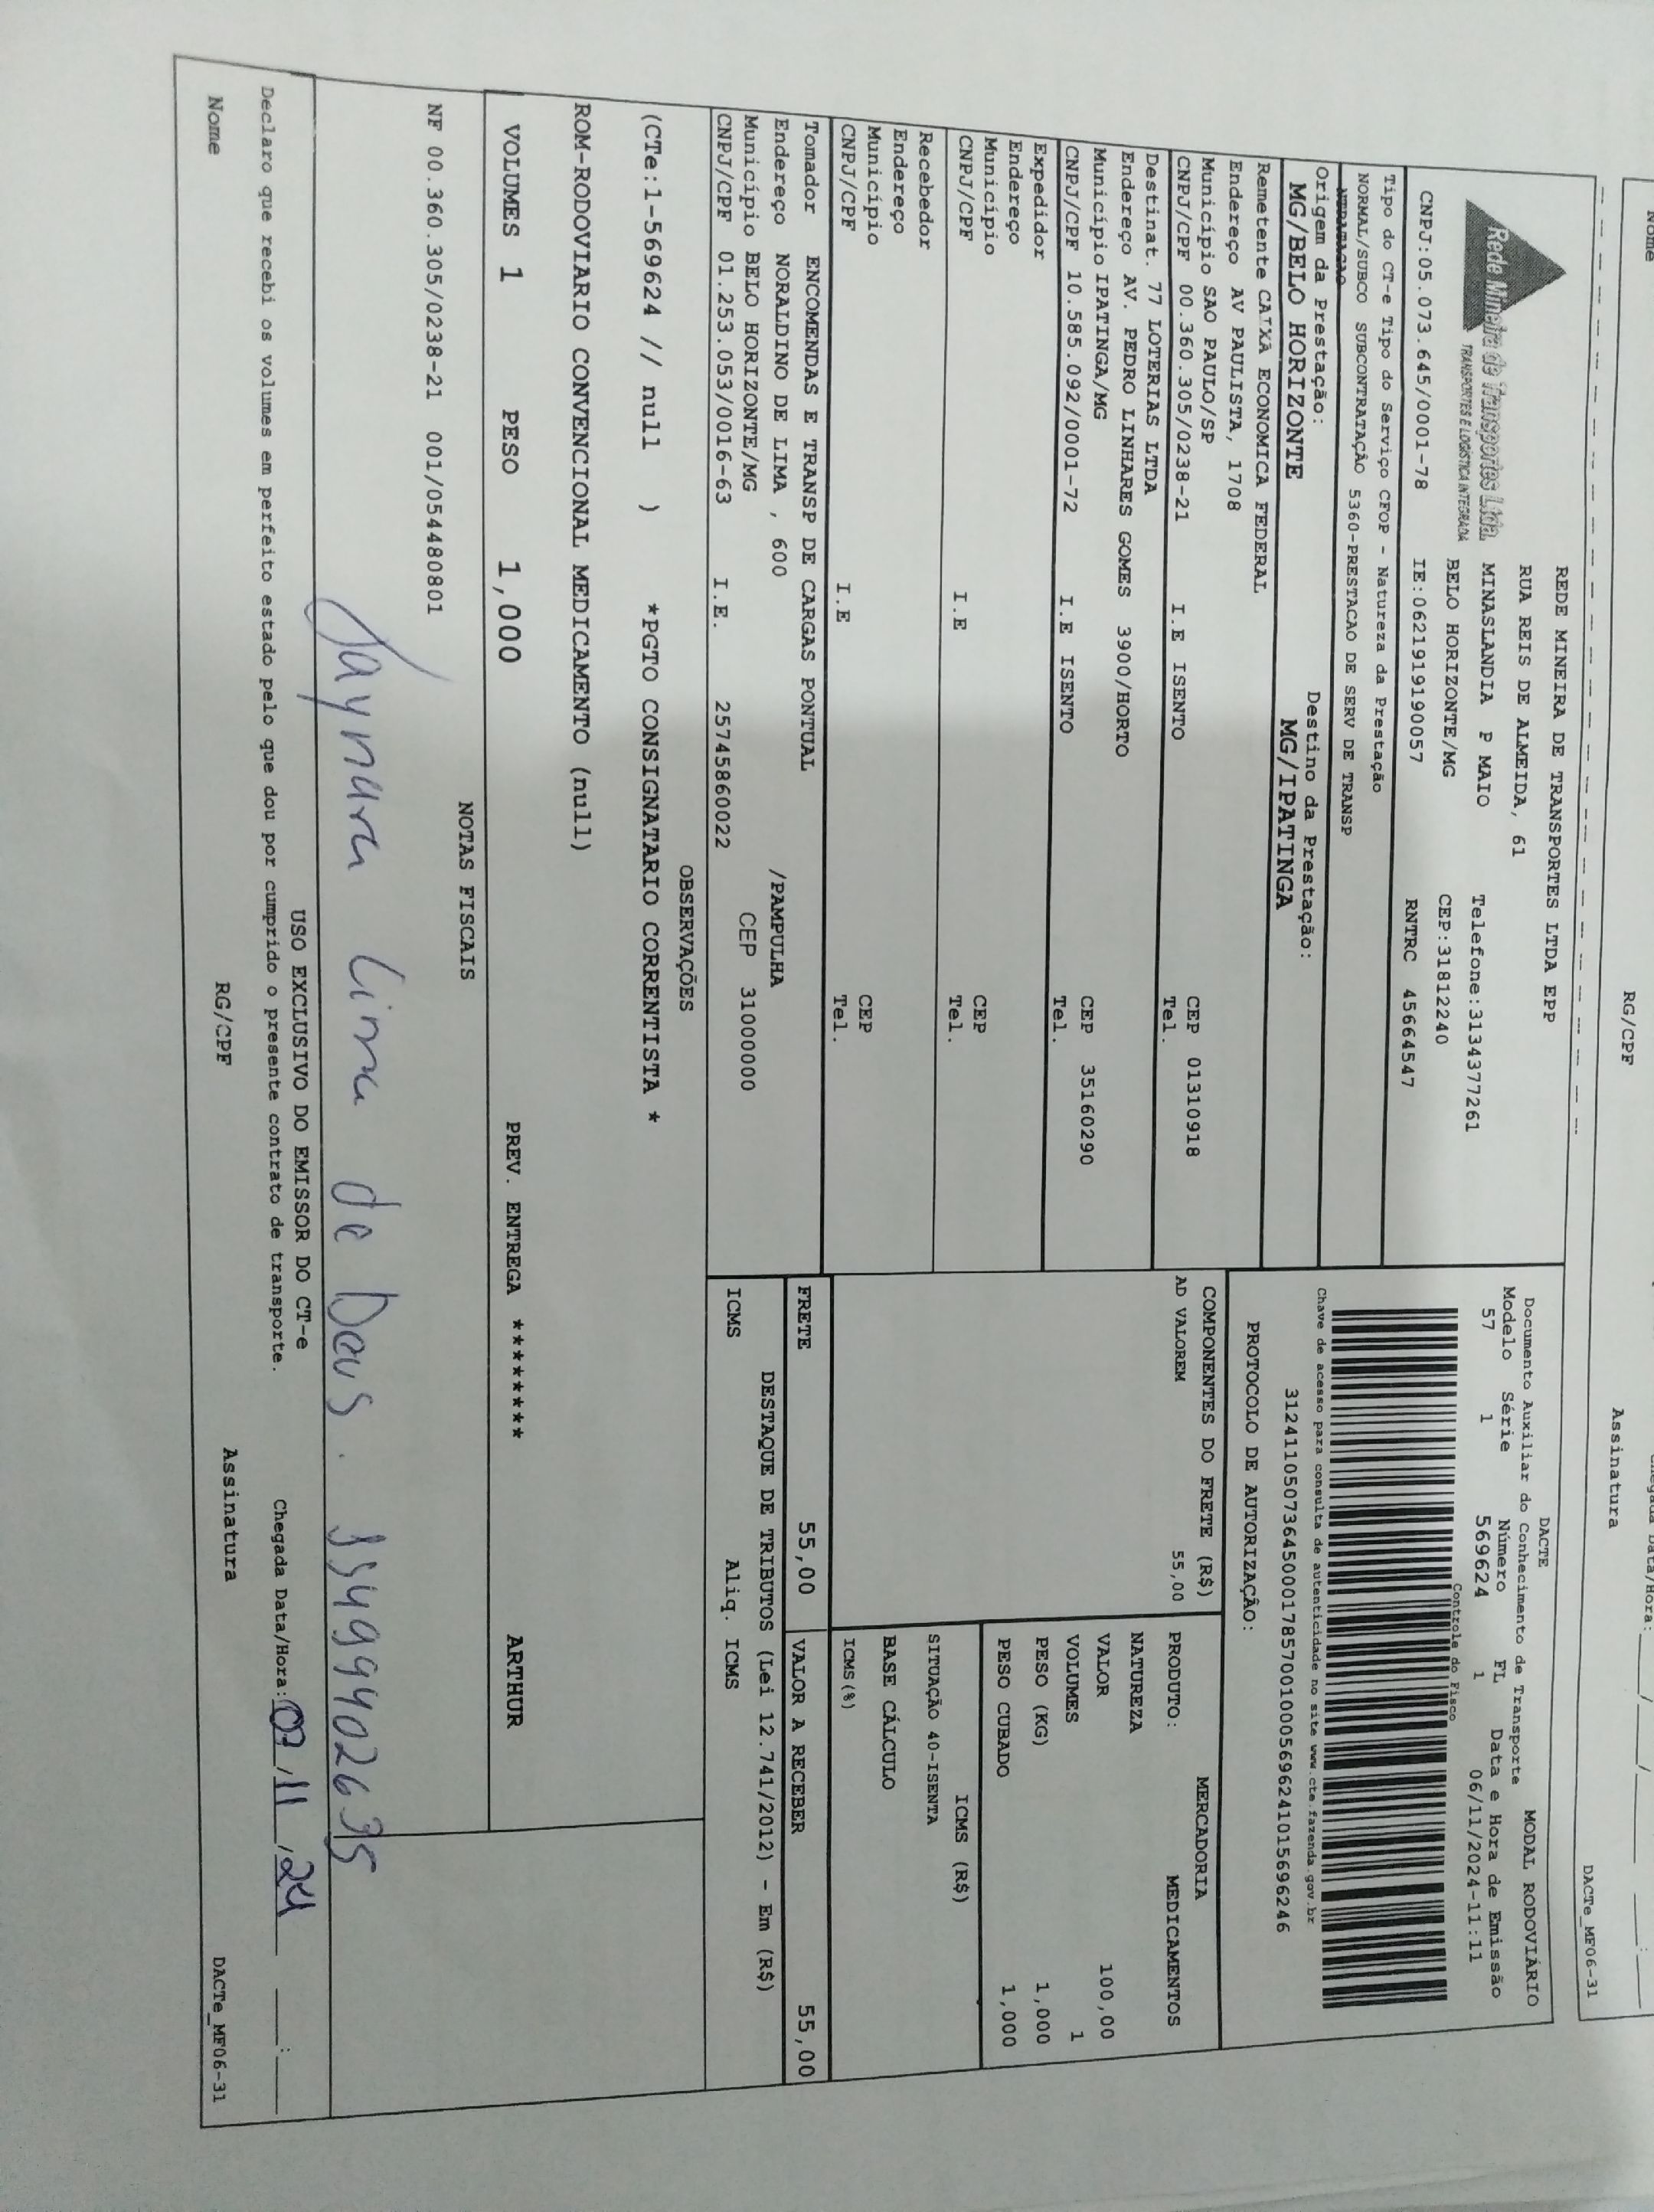 Nome RG/CPF Assinatura
DACTe_MF06-31
Rede Mineira de Transportes Ltda.
TRANSPORTES E LOGÍSTICA INTEGRADA
REDE MINEIRA DE TRANSPORTES LTDA EPP
RUA REIS DE ALMEIDA, 61
MINASLANDIA P MAIO Telefone:3134377261
BELO HORIZONTE/MG CEP:31812240
CNPJ:05.073.645/0001-78 IE:0621919190057 RNTRC 45664547
DACTE MODAL RODOVIÁRIO
Documento Auxiliar do Conhecimento de Transporte
Modelo Série Número FL Data e Hora de Emissão
57 1 569624 1 06/11/2024-11:11
Controle do Fisco
Tipo do CT-e Tipo do Serviço CFOP - Natureza da Prestação
NORMAL/SUBCO SUBCONTRATAÇÃO 5360-PRESTACAO DE SERV DE TRANSP
Chave de acesso para consulta de autenticidade no site www.cte.fazenda.gov.br
31241105073645000178570010005696241015696246
Origem da Prestação: Destino da Prestação:
MG/BELO HORIZONTE MG/IPATINGA
PROTOCOLO DE AUTORIZAÇÃO:
Remetente CAIXA ECONOMICA FEDERAL
Endereço AV PAULISTA, 1708
Município SAO PAULO/SP CEP 01310918
CNPJ/CPF 00.360.305/0238-21 I.E ISENTO Tel.
Destinat. 77 LOTERIAS LTDA
Endereço AV. PEDRO LINHARES GOMES 3900/HORTO
Município IPATINGA/MG CEP 35160290
CNPJ/CPF 10.585.092/0001-72 I.E ISENTO Tel.
Expedidor
Endereço
Município CEP
CNPJ/CPF I.E Tel.
Recebedor
Endereço
Município CEP
CNPJ/CPF I.E Tel.
Tomador ENCOMENDAS E TRANSP DE CARGAS PONTUAL
Endereço NORALDINO DE LIMA , 600 /PAMPULHA
Município BELO HORIZONTE/MG CEP 31000000
CNPJ/CPF 01.253.053/0016-63 I.E. 25745860022
COMPONENTES DO FRETE (R$)
AD VALOREM 55,00
MERCADORIA
PRODUTO: MEDICAMENTOS
NATUREZA
VALOR 100,00
VOLUMES 1
PESO (KG) 1,000
PESO CUBADO 1,000
ICMS (R$)
SITUAÇÃO 40-ISENTA
BASE CÁLCULO
ICMS(%)
FRETE 55,00 VALOR A RECEBER 55,00
DESTAQUE DE TRIBUTOS (Lei 12.741/2012) - Em (R$)
ICMS Aliq. ICMS
OBSERVAÇÕES
(CTe:1-569624 // null ) *PGTO CONSIGNATARIO CORRENTISTA *
ROM-RODOVIARIO CONVENCIONAL MEDICAMENTO (null)
VOLUMES 1 PESO 1,000 PREV. ENTREGA ******** ARTHUR
NOTAS FISCAIS
NF 00.360.305/0238-21 001/054480801
Jaynara Lima de Deus.
USO EXCLUSIVO DO EMISSOR DO CT-e
Declaro que recebi os volumes em perfeito estado pelo que dou por cumprido o presente contrato de transporte. Chegada Data/Hora: 07/11/24 __:__
Nome RG/CPF Assinatura DACTe_MF06-31